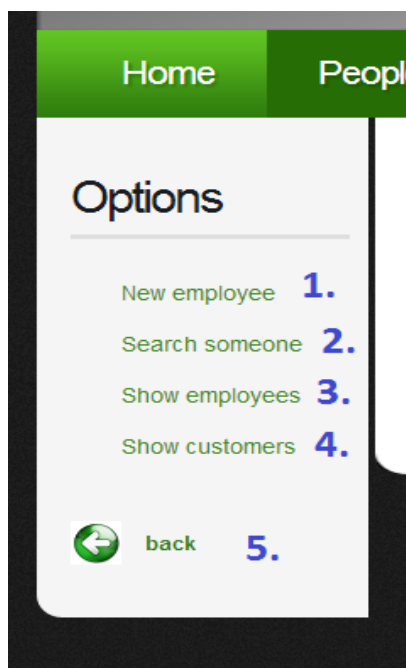 Home Peopl
Options
New employee 1.
Search someone 2.
Show employees 3.
Show customers 4.
back 5.